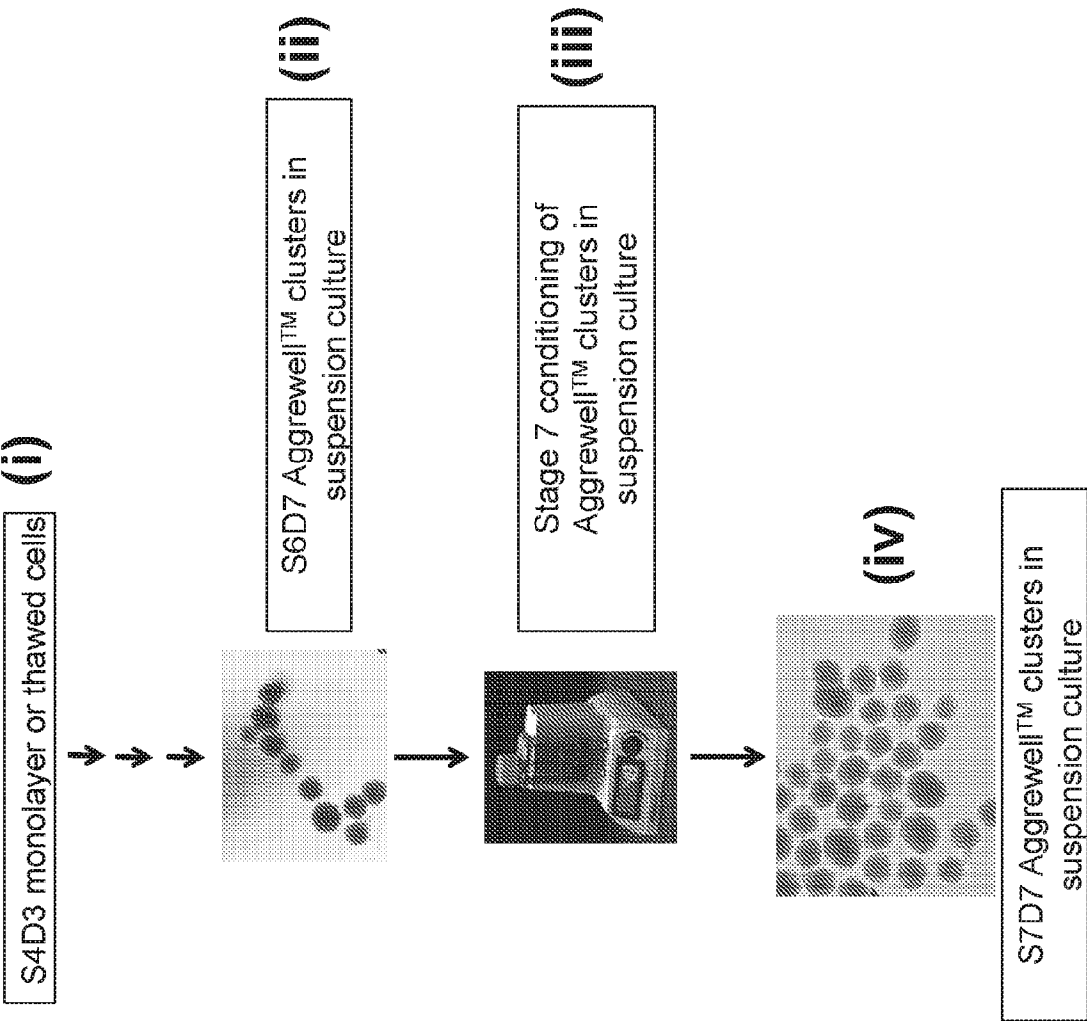 S4D3 monolayer or thawed cells
(i)
S6D7 Aggrewell™ clusters in
suspension culture
(ii)
Stage 7 conditioning of
Aggrewell™ clusters in
suspension culture
(iii)
(iv)
S7D7 Aggrewell™ clusters in
suspension culture